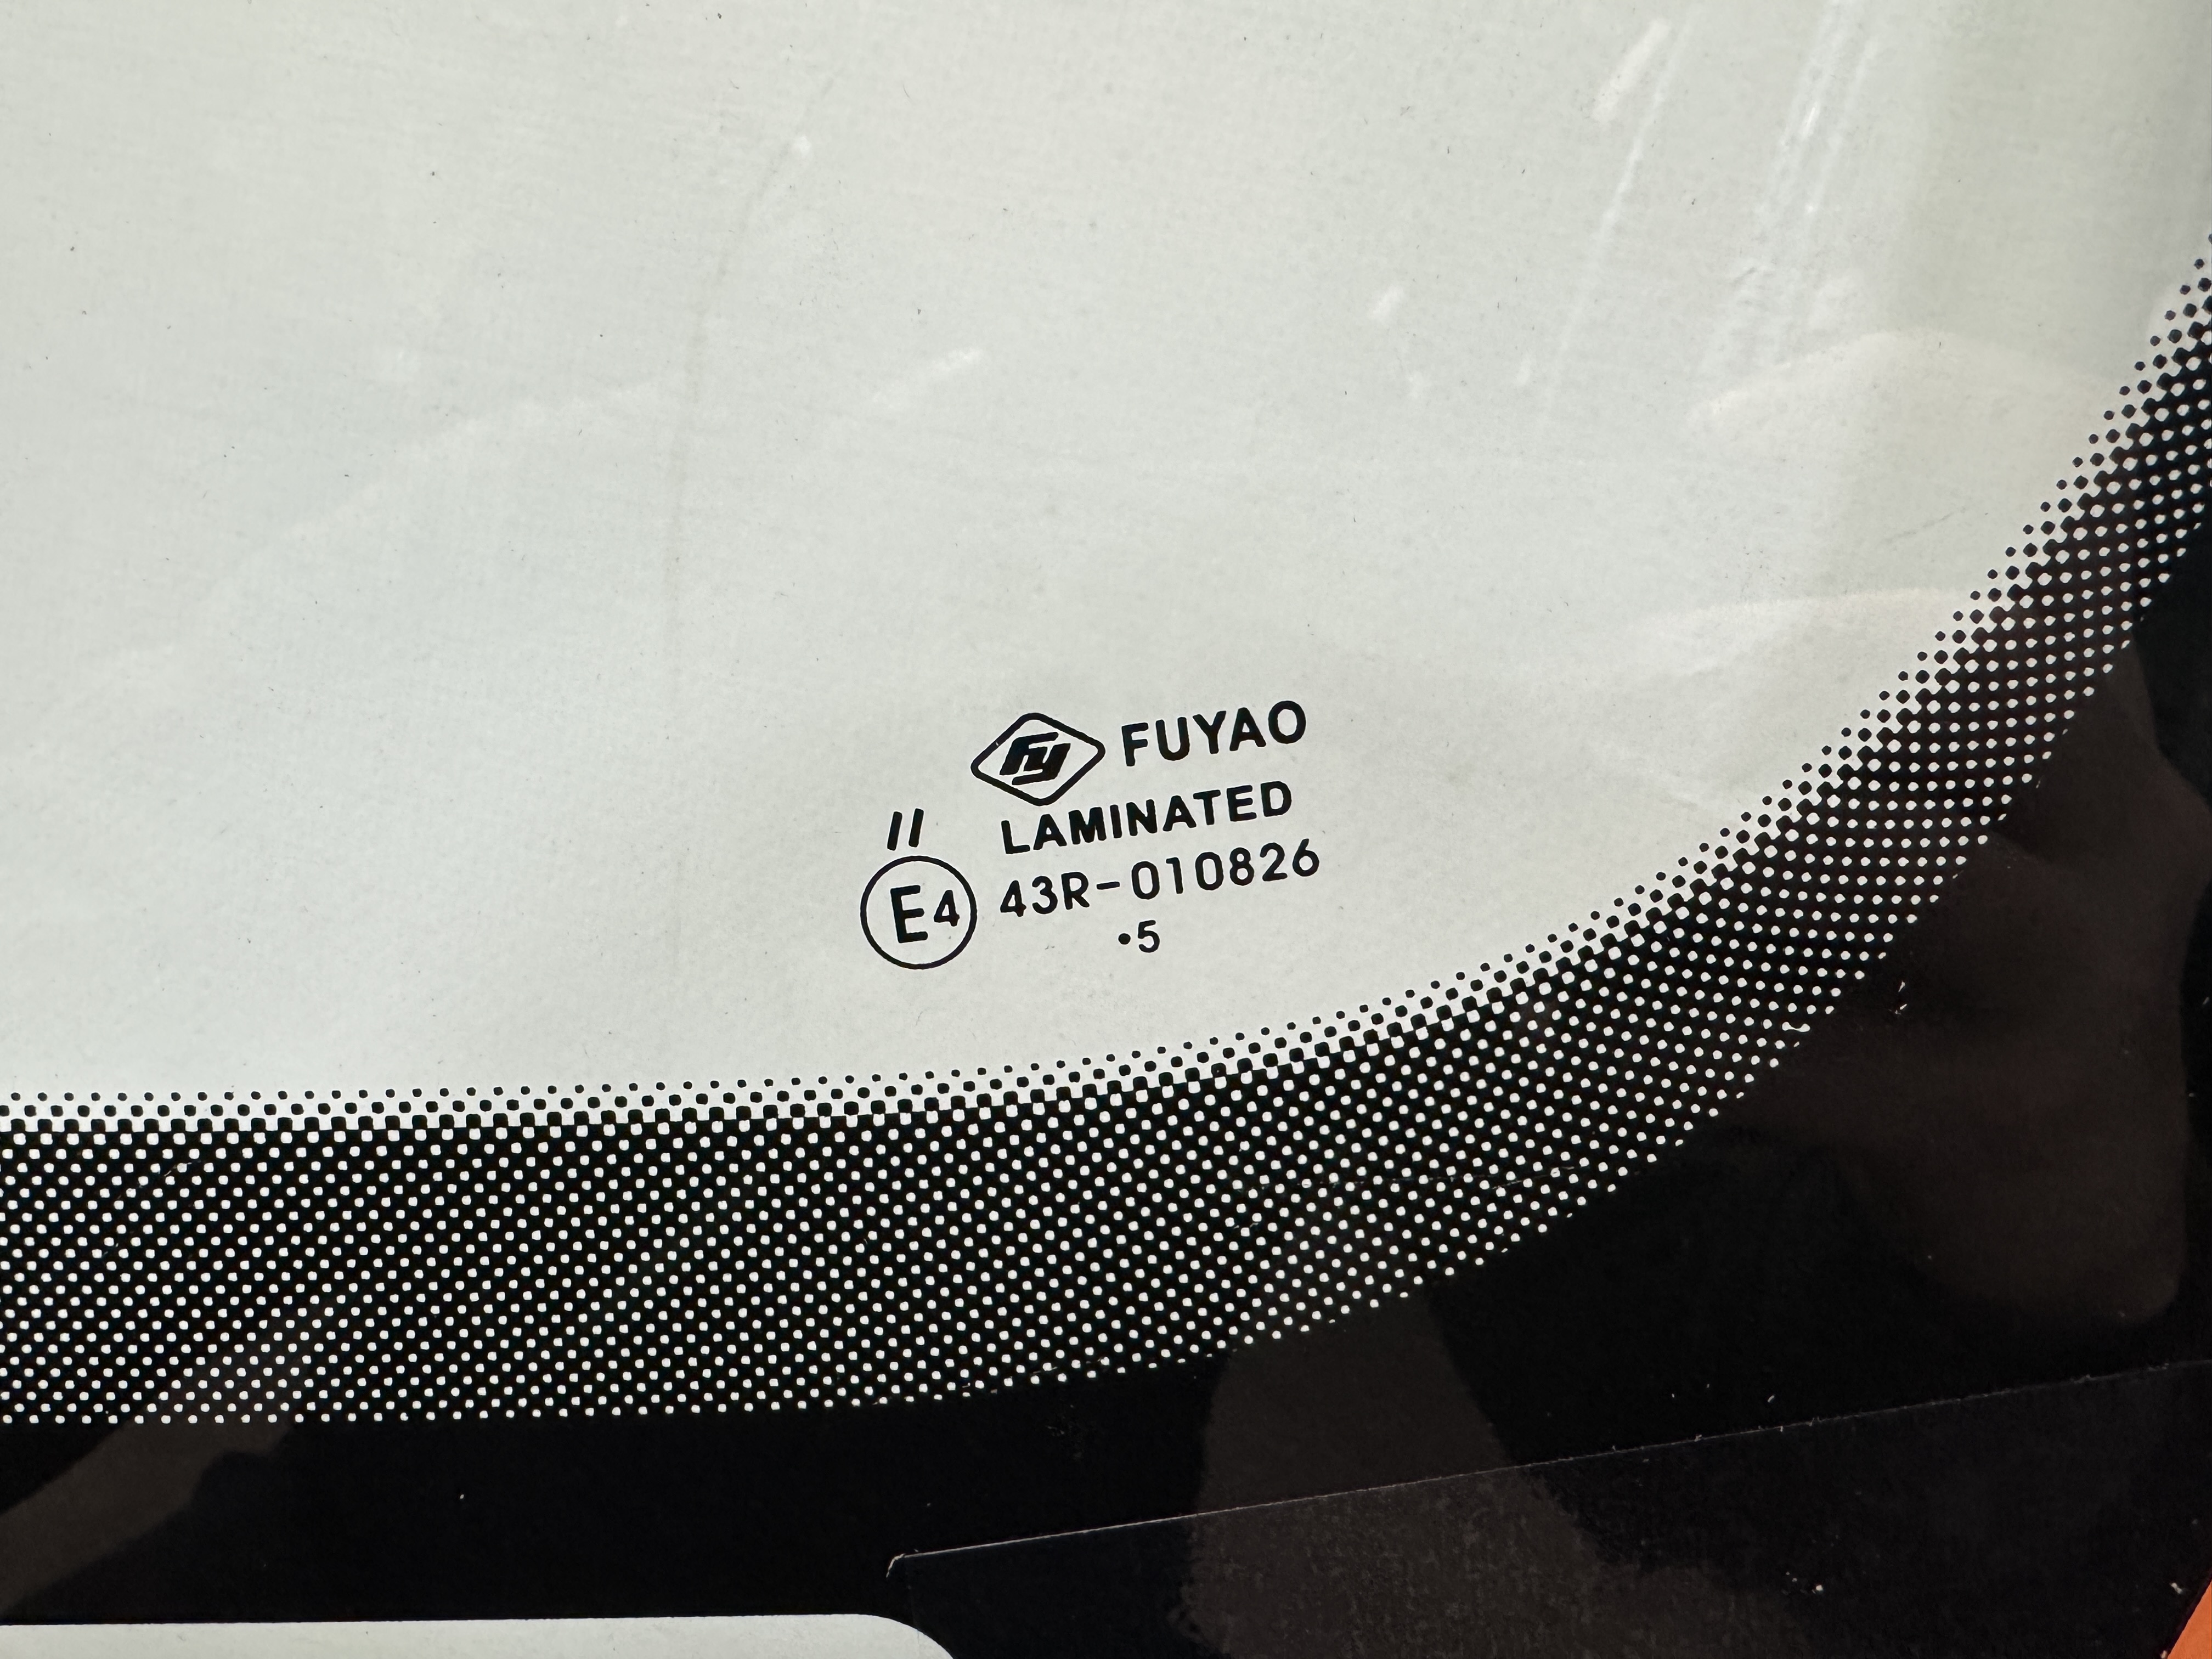 fy FUYAO
LAMINATED
II
E4 43R-010826
•5